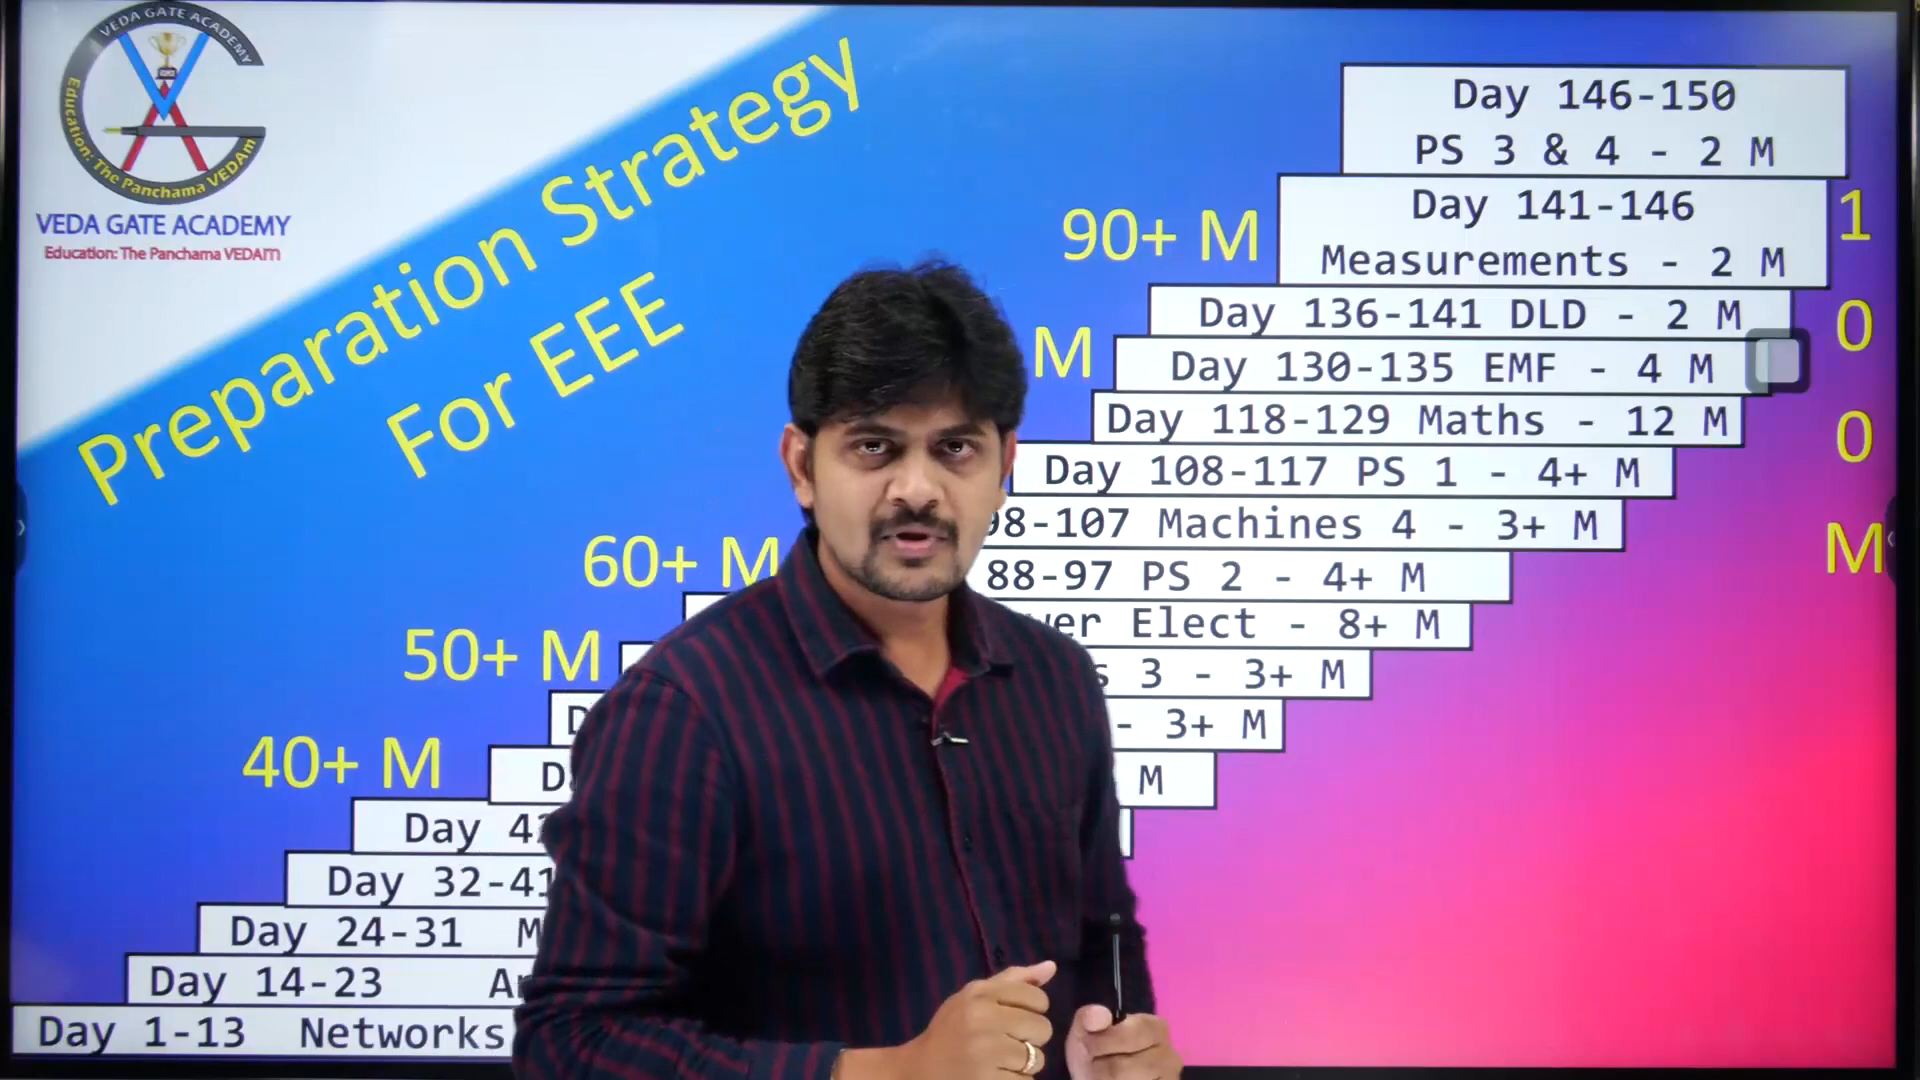 VEDA GATE ACADEMY
Education: The Panchama VEDAm
VEDA GATE ACADEMY
Education: The Panchama VEDAm
Preparation Strategy
For EEE
Day 146-150
PS 3 & 4 - 2 M
90+ M
Day 141-146
Measurements - 2 M
Day 136-141 DLD - 2 M
M
Day 130-135 EMF - 4 M
Day 118-129 Maths - 12 M
Day 108-117 PS 1 - 4+ M
98-107 Machines 4 - 3+ M
60+ M
88-97 PS 2 - 4+ M
Elect - 8+ M
50+ M
3 - 3+ M
- 3+ M
40+ M
M
Day
Day 32-41
Day 24-31
Day 14-23
Day 1-13 Networks
1
0
0
M